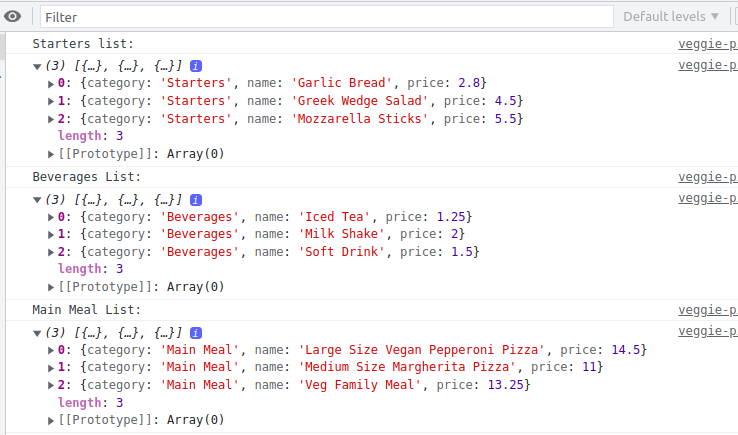 Filter
Default levels ▼
Starters list:
veggie-p
▼(3) [{…}, {…}, {…}] i
veggie-p
▶0: {category: 'Starters', name: 'Garlic Bread', price: 2.8}
▶1: {category: 'Starters', name: 'Greek Wedge Salad', price: 4.5}
▶2: {category: 'Starters', name: 'Mozzarella Sticks', price: 5.5}
length: 3
▶[[Prototype]]: Array(0)
Beverages List:
veggie-p
▼(3) [{…}, {…}, {…}] i
veggie-p
▶0: {category: 'Beverages', name: 'Iced Tea', price: 1.25}
▶1: {category: 'Beverages', name: 'Milk Shake', price: 2}
▶2: {category: 'Beverages', name: 'Soft Drink', price: 1.5}
length: 3
▶[[Prototype]]: Array(0)
Main Meal List:
veggie-p
▼(3) [{…}, {…}, {…}] i
veggie-p
▶0: {category: 'Main Meal', name: 'Large Size Vegan Pepperoni Pizza', price: 14.5}
▶1: {category: 'Main Meal', name: 'Medium Size Margherita Pizza', price: 11}
▶2: {category: 'Main Meal', name: 'Veg Family Meal', price: 13.25}
length: 3
▶[[Prototype]]: Array(0)